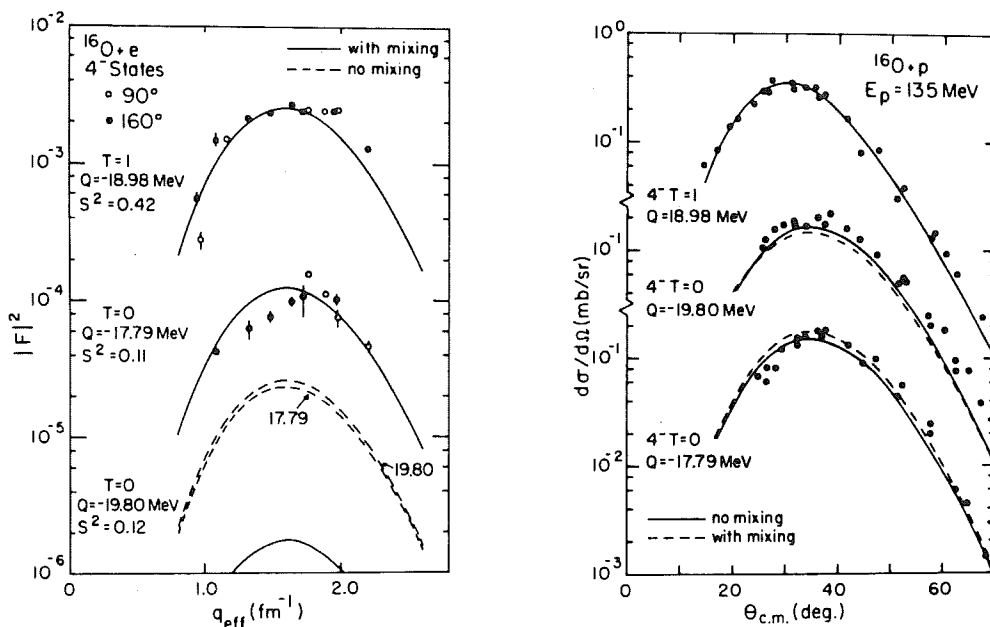 10⁻²
¹⁶O+e
4⁻ States
○ 90°
● 160°
with mixing
no mixing
T=1
Q=-18.98 MeV
S²=0.42
10⁻³
10⁻⁴
|F|²
T=0
Q=-17.79 MeV
S²=0.11
17.79
10⁻⁵
19.80
T=0
Q=-19.80 MeV
S²=0.12
10⁻⁶
0 1.0 2.0
q_eff (fm⁻¹)
10⁰
¹⁶O+p
E_p=135 MeV
10⁻¹
4⁻ T=1
Q=18.98 MeV
10⁻¹
4⁻ T=0
Q=-19.80 MeV
dσ/dΩ (mb/sr)
10⁻¹
4⁻ T=0
Q=-17.79 MeV
10⁻²
no mixing
with mixing
10⁻³
0 20 40 60
θ_c.m. (deg.)